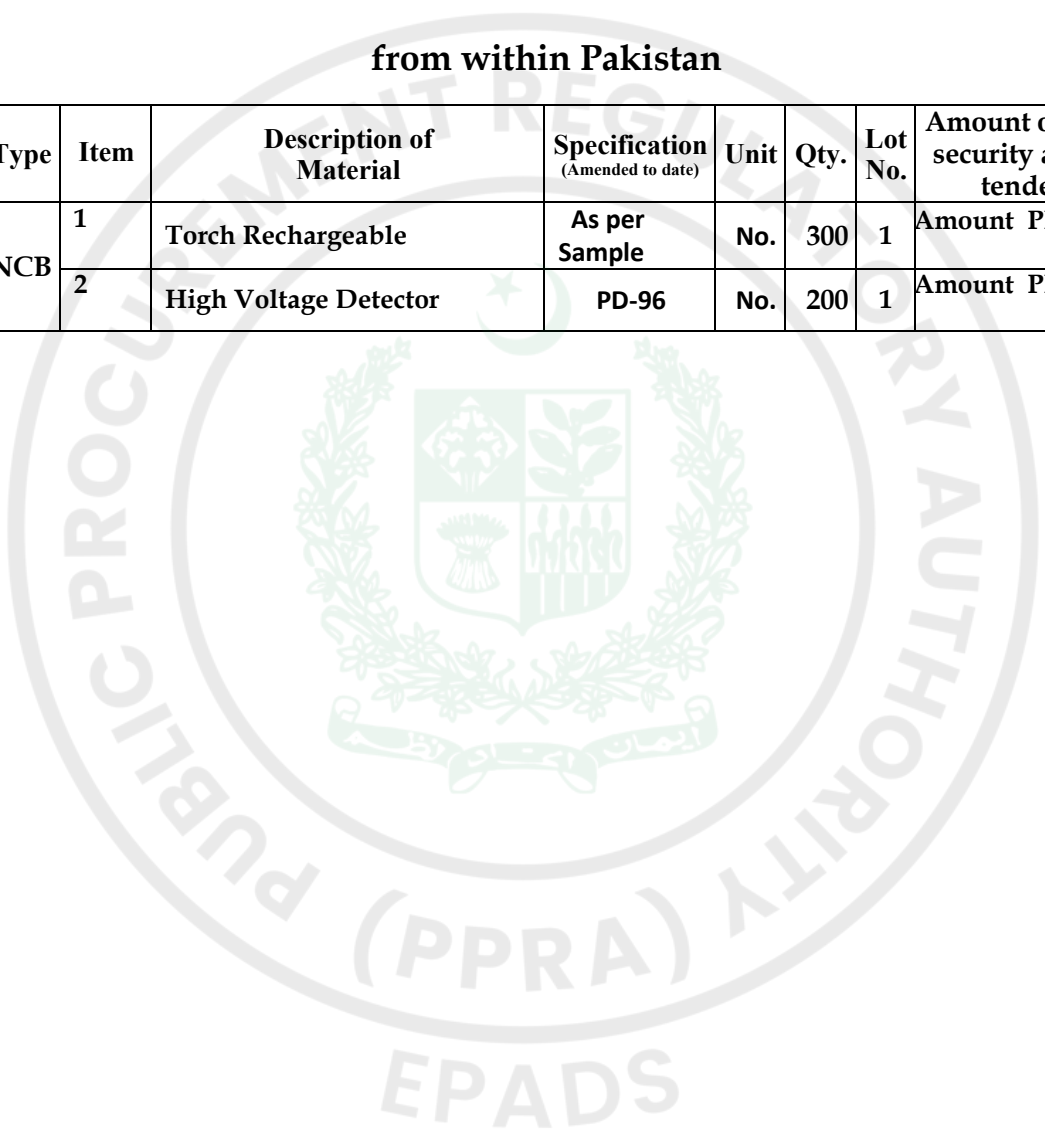 from within Pakistan
Type Item Description of Material Specification (Amended to date) Unit Qty. Lot No. Amount security tende
NCB 1 Torch Rechargeable As per Sample No. 300 1 Amount
2 High Voltage Detector PD-96 No. 200 1 Amount
PUBLIC PROCUREMENT REGULATORY AUTHORITY
(PPRA)
EPADS